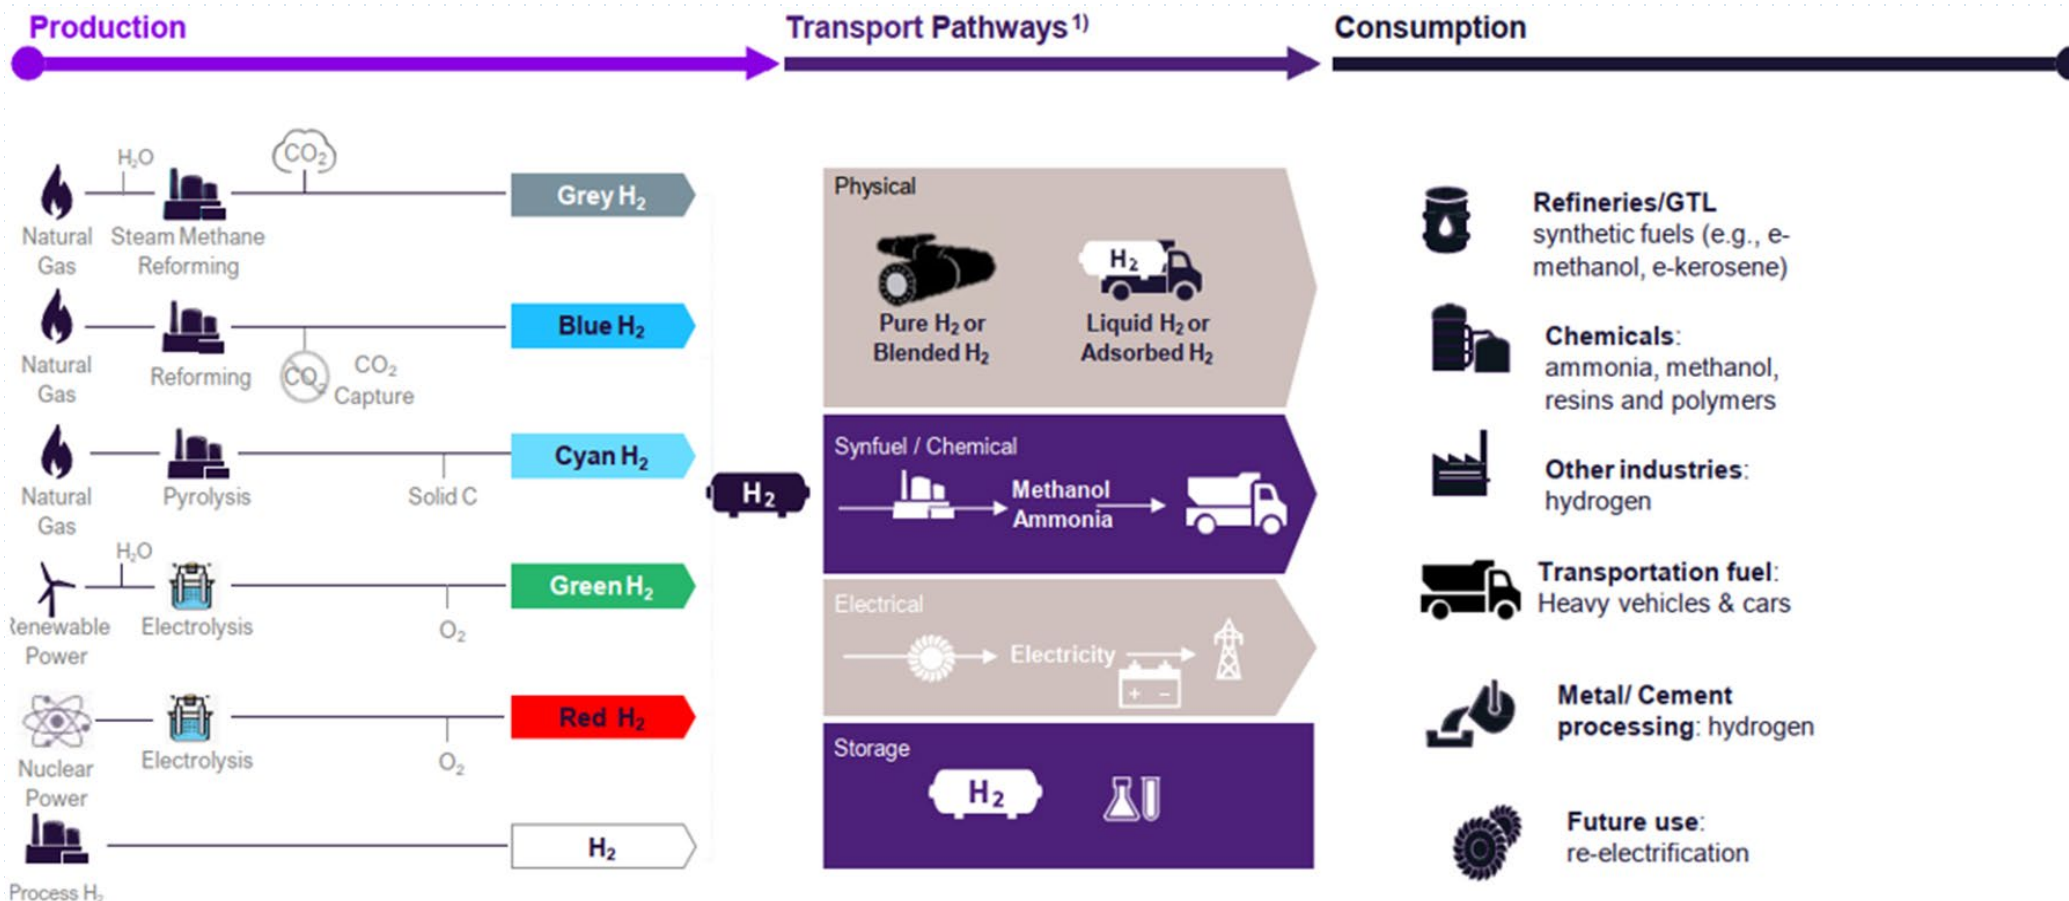 Production
Transport Pathways 1)
Consumption
H₂O
CO₂
Natural
Gas
Steam Methane
Reforming
Grey H₂
Natural
Gas
Reforming
CO₂
CO₂
Capture
Blue H₂
Natural
Gas
Pyrolysis
Solid C
Cyan H₂
H₂O
Renewable
Power
Electrolysis
O₂
Green H₂
Nuclear
Power
Electrolysis
O₂
Red H₂
Process H₂
H₂
H₂
Physical
H₂
Pure H₂ or
Blended H₂
Liquid H₂ or
Adsorbed H₂
Synfuel / Chemical
Methanol
Ammonia
Electrical
Electricity
+ −
Storage
H₂
Refineries/GTL
synthetic fuels (e.g., e-
methanol, e-kerosene)
Chemicals:
ammonia, methanol,
resins and polymers
Other industries:
hydrogen
Transportation fuel:
Heavy vehicles & cars
Metal/ Cement
processing: hydrogen
Future use:
re-electrification